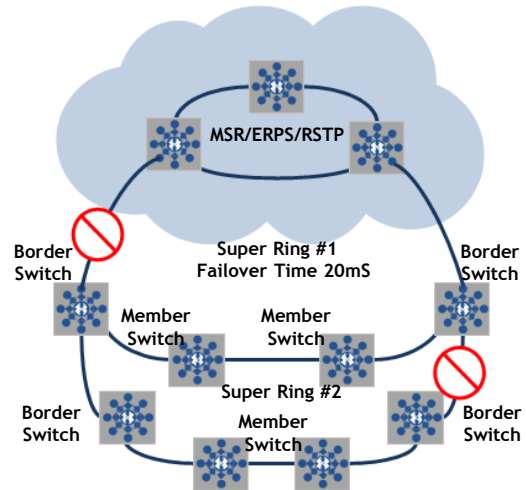 MSR/ERPS/RSTP
Super Ring #1
Failover Time 20mS
Border
Switch
Border
Switch
Member
Switch
Member
Switch
Super Ring #2
Border
Switch
Member
Switch
Border
Switch